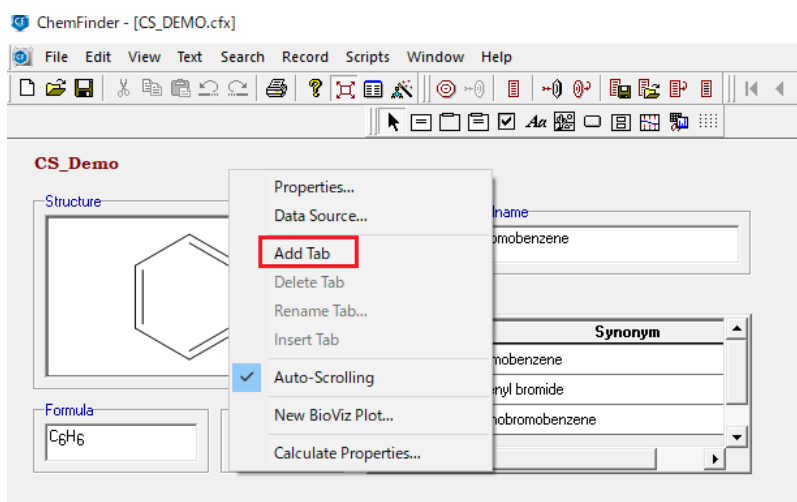 ChemFinder - [CS_DEMO.cfx]
File Edit View Text Search Record Scripts Window Help
Aa
CS_Demo
Structure
Properties...
Data Source...
Add Tab
Delete Tab
Rename Tab...
Insert Tab
Auto-Scrolling
New BioViz Plot...
Calculate Properties...
lname
omobenzene
Synonym
mobenzene
enyl bromide
nobromobenzene
Formula
C6H6